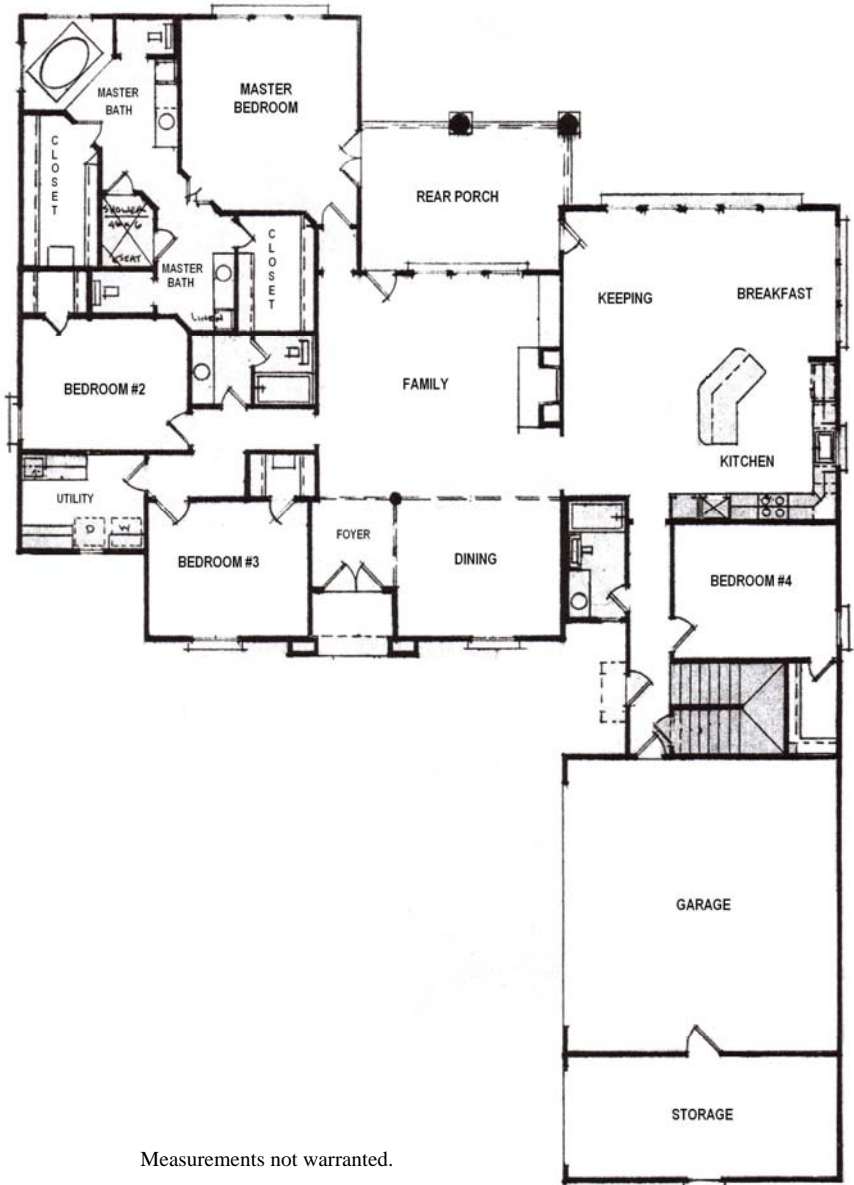 MASTER
BATH
MASTER
BEDROOM
CLOSET
REAR PORCH
SHOWER
SEAT
CLOSET
MASTER
BATH
LINEN
KEEPING
BREAKFAST
BEDROOM #2
FAMILY
KITCHEN
UTILITY
D W
BEDROOM #3
FOYER
DINING
BEDROOM #4
GARAGE
STORAGE
Measurements not warranted.